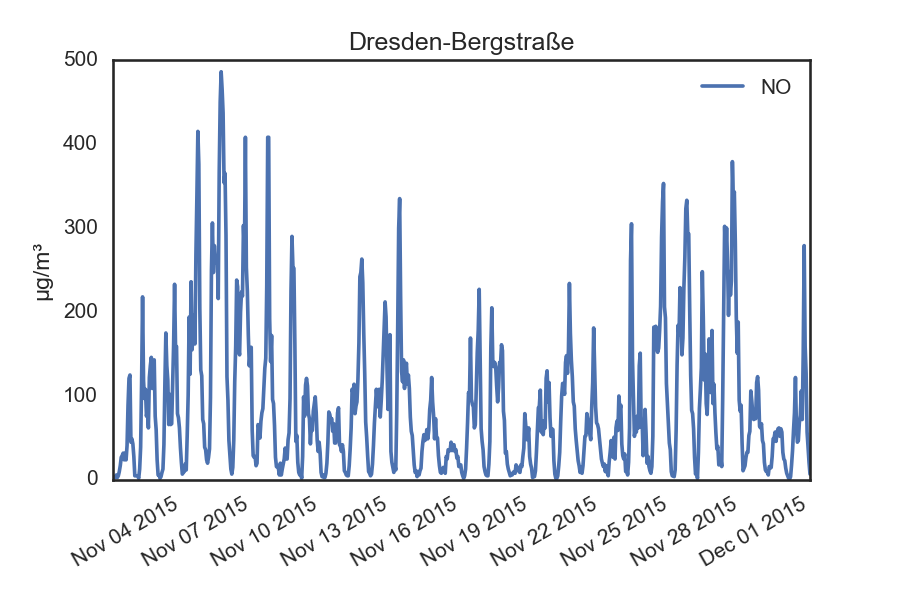 Dresden-Bergstraße
NO
µg/m³
500
400
300
200
100
0
Nov 04 2015
Nov 07 2015
Nov 10 2015
Nov 13 2015
Nov 16 2015
Nov 19 2015
Nov 22 2015
Nov 25 2015
Nov 28 2015
Dec 01 2015